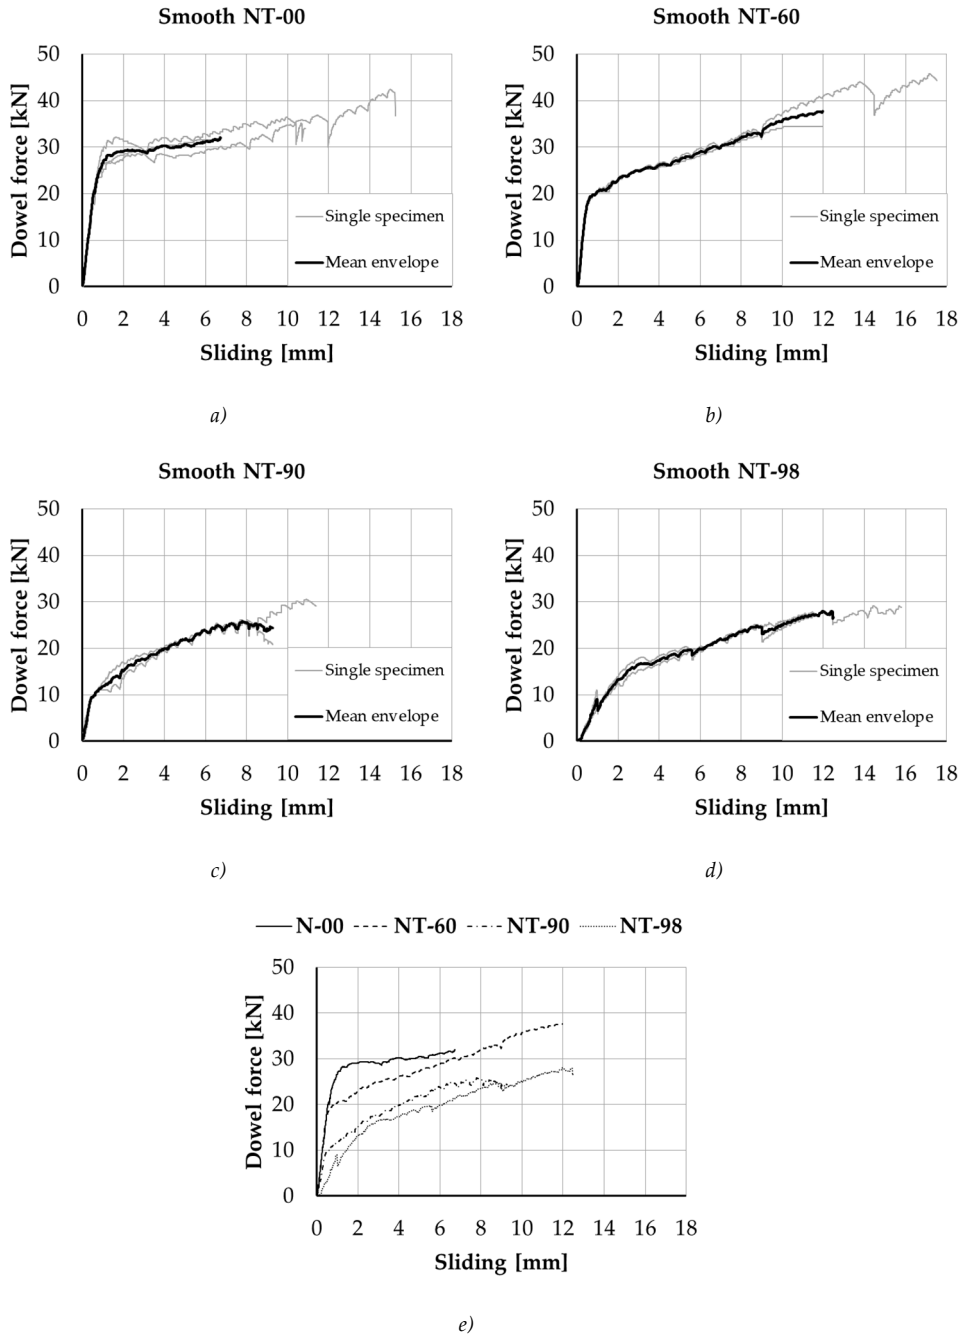 Smooth NT-00
Smooth NT-60
Dowel force [kN]
50
40
30
20
10
0
Single specimen
Mean envelope
0 2 4 6 8 10 12 14 16 18
Sliding [mm]
Dowel force [kN]
50
40
30
20
10
0
Single specimen
Mean envelope
0 2 4 6 8 10 12 14 16 18
Sliding [mm]
a)
b)
Smooth NT-90
Smooth NT-98
Dowel force [kN]
50
40
30
20
10
0
Single specimen
Mean envelope
0 2 4 6 8 10 12 14 16 18
Sliding [mm]
Dowel force [kN]
50
40
30
20
10
0
Single specimen
Mean envelope
0 2 4 6 8 10 12 14 16 18
Sliding [mm]
c)
d)
N-00 NT-60 NT-90 NT-98
Dowel force [kN]
50
40
30
20
10
0
0 2 4 6 8 10 12 14 16 18
Sliding [mm]
e)